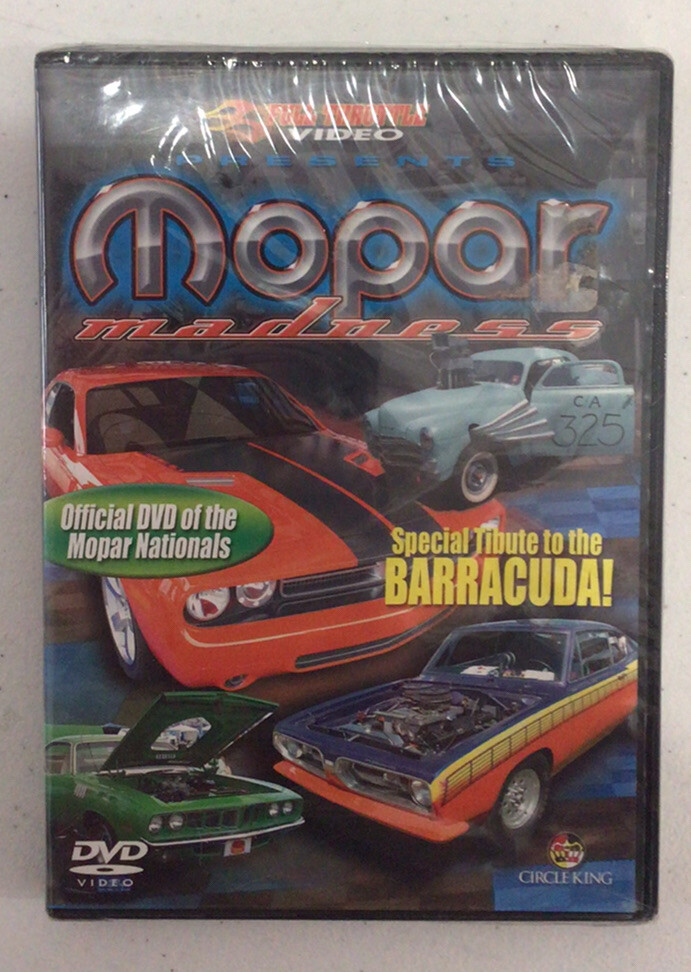 FULL THROTTLE
VIDEO
PRESENTS
Mopar
madness
CA
325
Official DVD of the
Mopar Nationals
Special Tibute to the
BARRACUDA!
DVD
VIDEO
CIRCLE KING